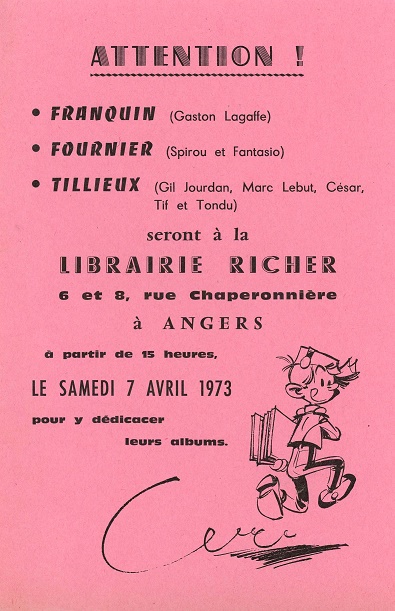 ATTENTION !
• FRANQUIN (Gaston Lagaffe)
• FOURNIER (Spirou et Fantasio)
• TILLIEUX (Gil Jourdan, Marc Lebut, César,
Tif et Tondu)
seront à la
LIBRAIRIE RICHER
6 et 8, rue Chaperonnière
à ANGERS
à partir de 15 heures,
LE SAMEDI 7 AVRIL 1973
pour y dédicacer
leurs albums.